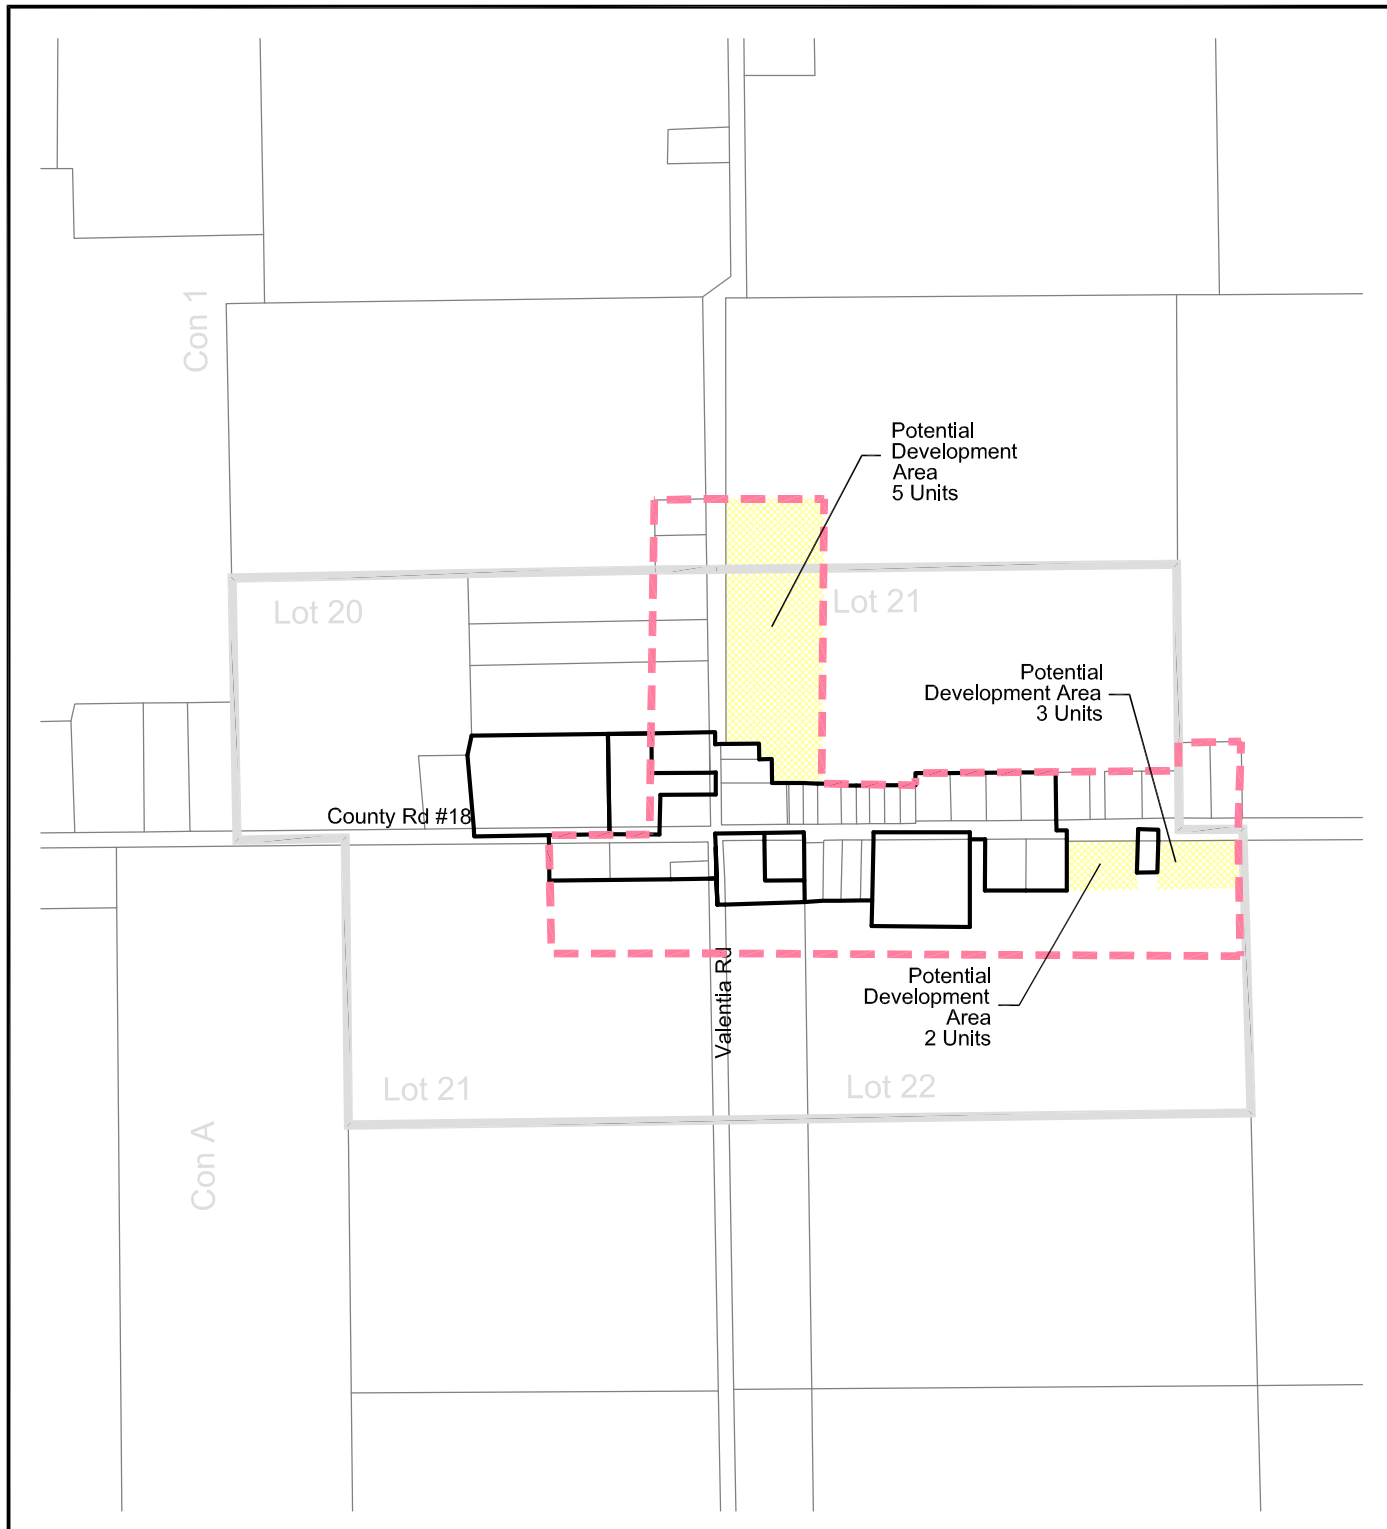 Con 1
Potential
Development
Area
5 Units
Lot 20
Lot 21
Potential
Development Area
3 Units
County Rd #18
Valentia Rd
Potential
Development
Area
2 Units
Lot 21
Lot 22
Con A